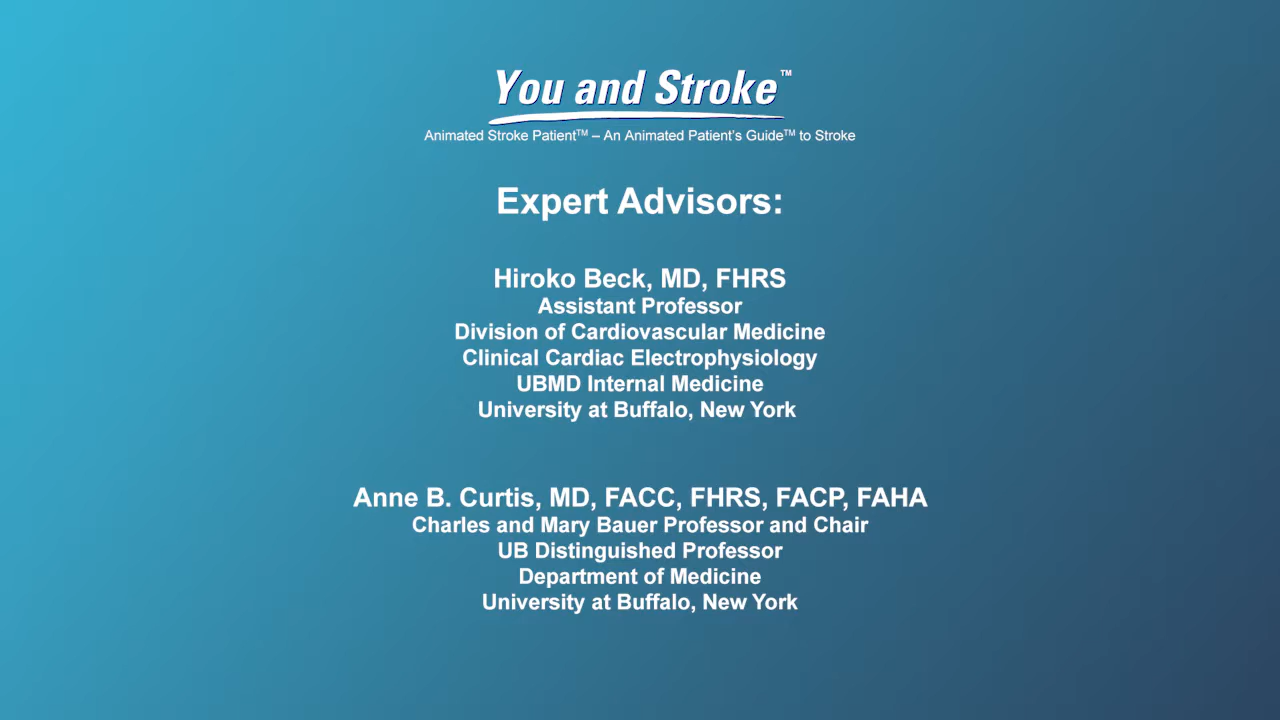 You and Stroke™
Animated Stroke Patient™ – An Animated Patient's Guide™ to Stroke
Expert Advisors:
Hiroko Beck, MD, FHRS
Assistant Professor
Division of Cardiovascular Medicine
Clinical Cardiac Electrophysiology
UBMD Internal Medicine
University at Buffalo, New York
Anne B. Curtis, MD, FACC, FHRS, FACP, FAHA
Charles and Mary Bauer Professor and Chair
UB Distinguished Professor
Department of Medicine
University at Buffalo, New York